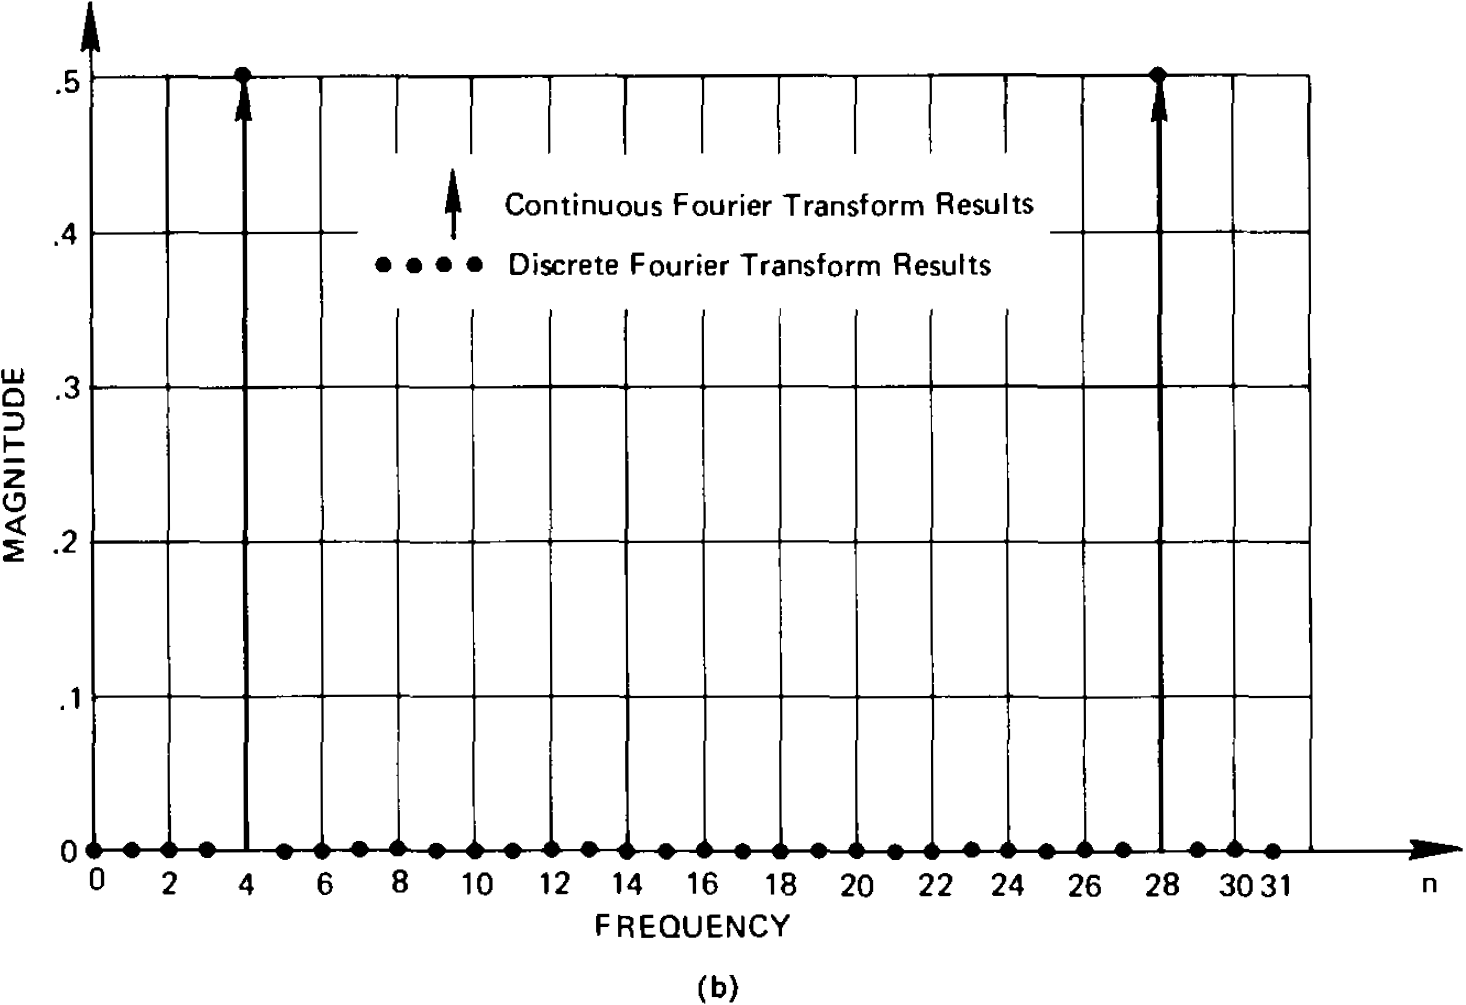 .5
Continuous Fourier Transform Results
.4
Discrete Fourier Transform Results
.3
MAGNITUDE
.2
.1
0
0 2 4 6 8 10 12 14 16 18 20 22 24 26 28 30 31 n
FREQUENCY
(b)